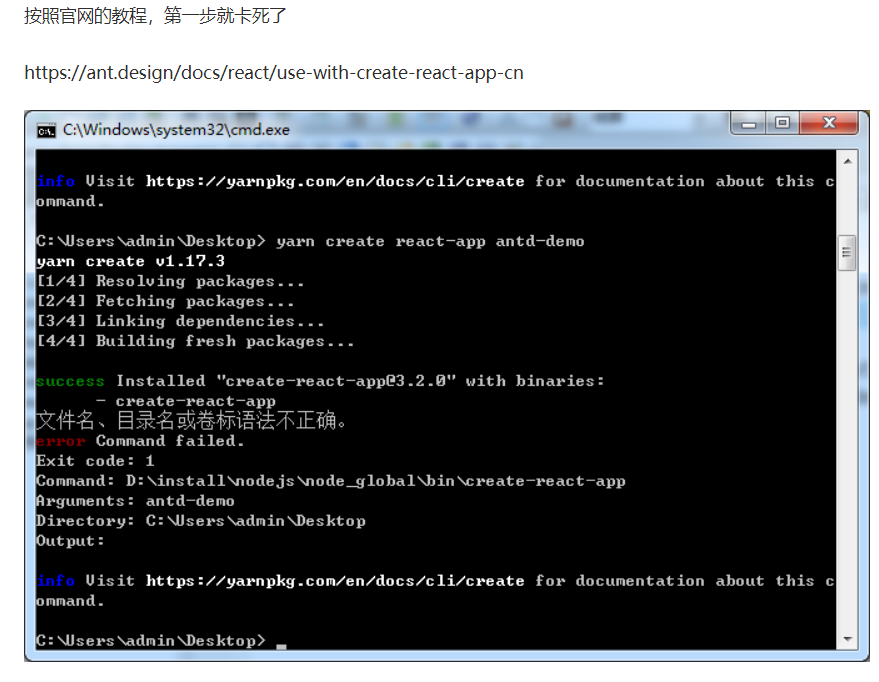 按照官网的教程，第一步就卡死了
https://ant.design/docs/react/use-with-create-react-app-cn
C:\Windows\system32\cmd.exe
info Visit https://yarnpkg.com/en/docs/cli/create for documentation about this c
ommand.
C:\Users\admin\Desktop> yarn create react-app antd-demo
yarn create v1.17.3
[1/4] Resolving packages...
[2/4] Fetching packages...
[3/4] Linking dependencies...
[4/4] Building fresh packages...
success Installed "create-react-app@3.2.0" with binaries:
- create-react-app
文件名、目录名或卷标语法不正确。
error Command failed.
Exit code: 1
Command: D:\install\nodejs\node_global\bin\create-react-app
Arguments: antd-demo
Directory: C:\Users\admin\Desktop
Output:
info Visit https://yarnpkg.com/en/docs/cli/create for documentation about this c
ommand.
C:\Users\admin\Desktop> _